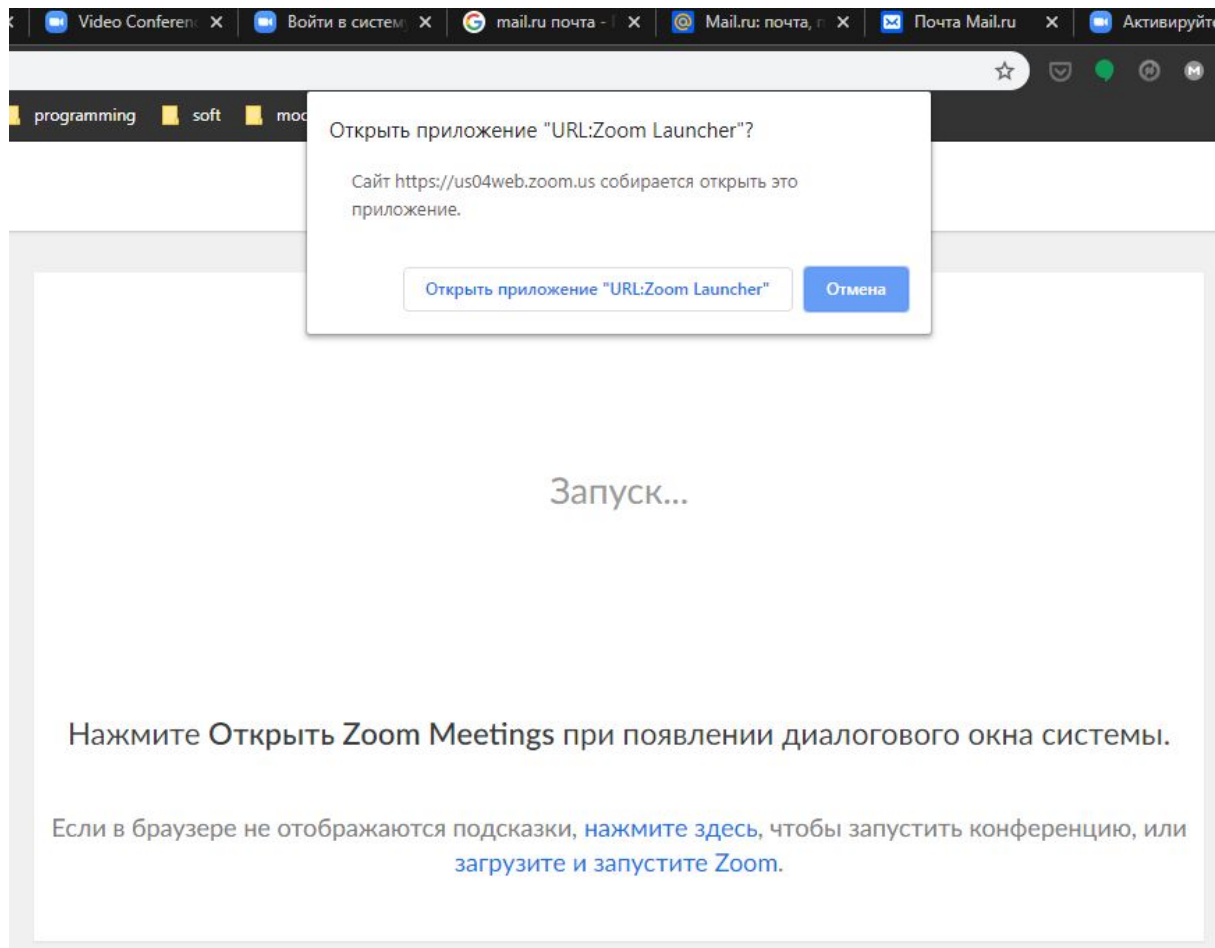 Video Conferen
Войти в систем
mail.ru почта -
Mail.ru: почта, п
Почта Mail.ru
Активируйт
programming
soft
moc
Открыть приложение "URL:Zoom Launcher"?
Сайт https://us04web.zoom.us собирается открыть это
приложение.
Открыть приложение "URL:Zoom Launcher"
Отмена
Запуск...
Нажмите Открыть Zoom Meetings при появлении диалогового окна системы.
Если в браузере не отображаются подсказки, нажмите здесь, чтобы запустить конференцию, или
загрузите и запустите Zoom.